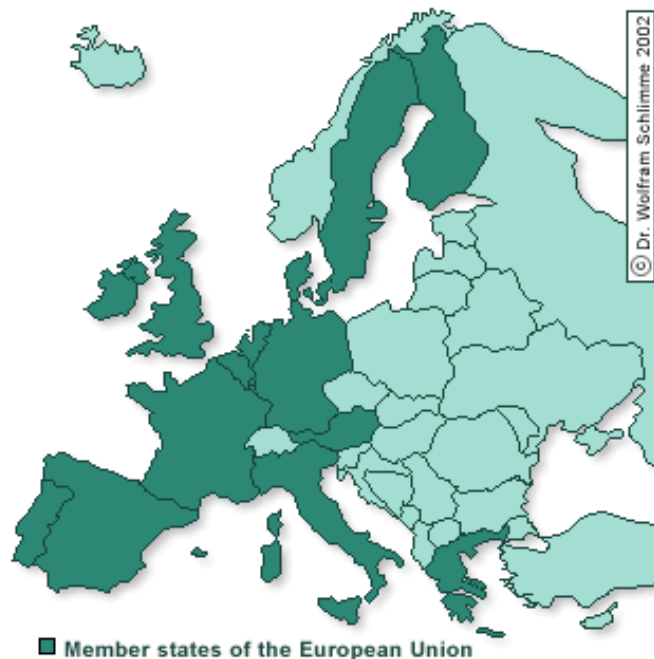 © Dr. Wolfram Schlimme 2002
Member states of the European Union